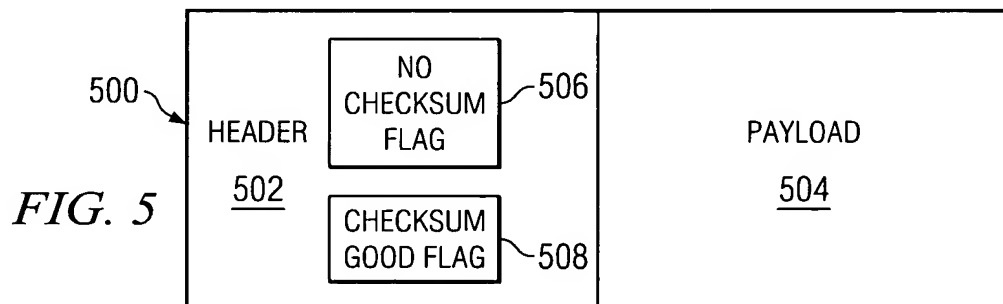 500
HEADER
502
NO
CHECKSUM
FLAG
506
CHECKSUM
GOOD FLAG
508
PAYLOAD
504
FIG. 5